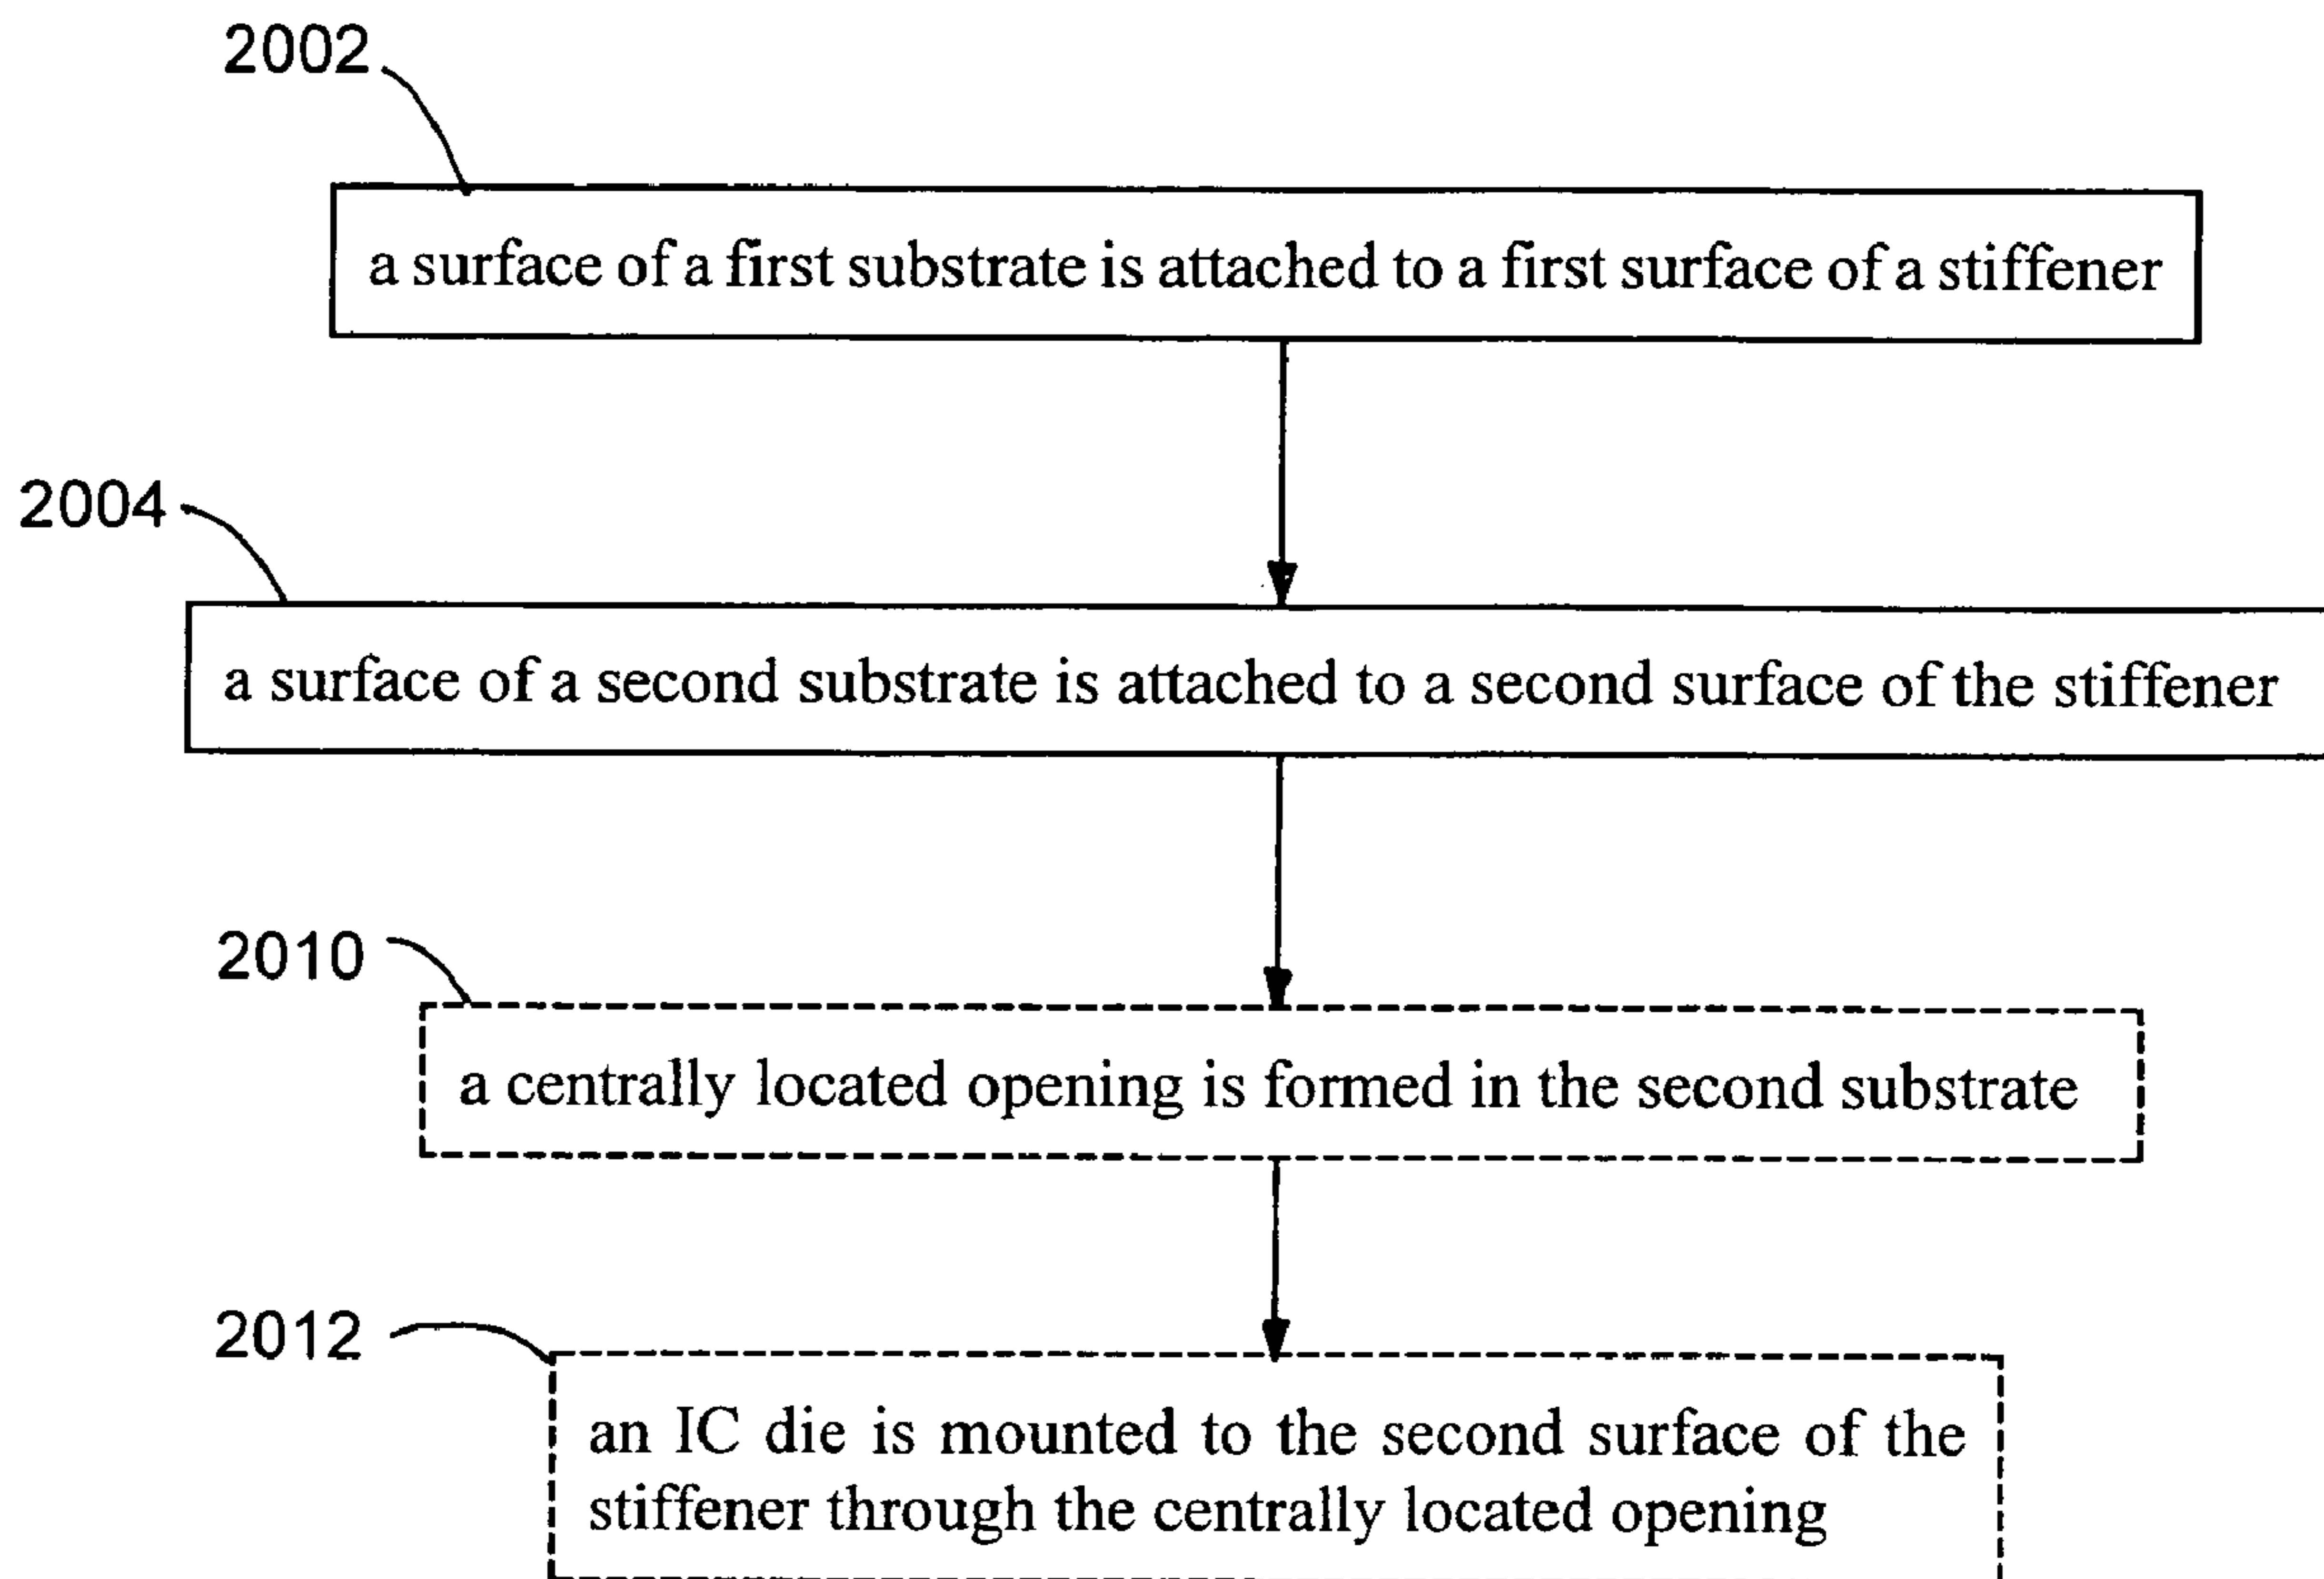 2002
a surface of a first substrate is attached to a first surface of a stiffener
2004
a surface of a second substrate is attached to a second surface of the stiffener
2010
a centrally located opening is formed in the second substrate
2012
an IC die is mounted to the second surface of the
stiffener through the centrally located opening